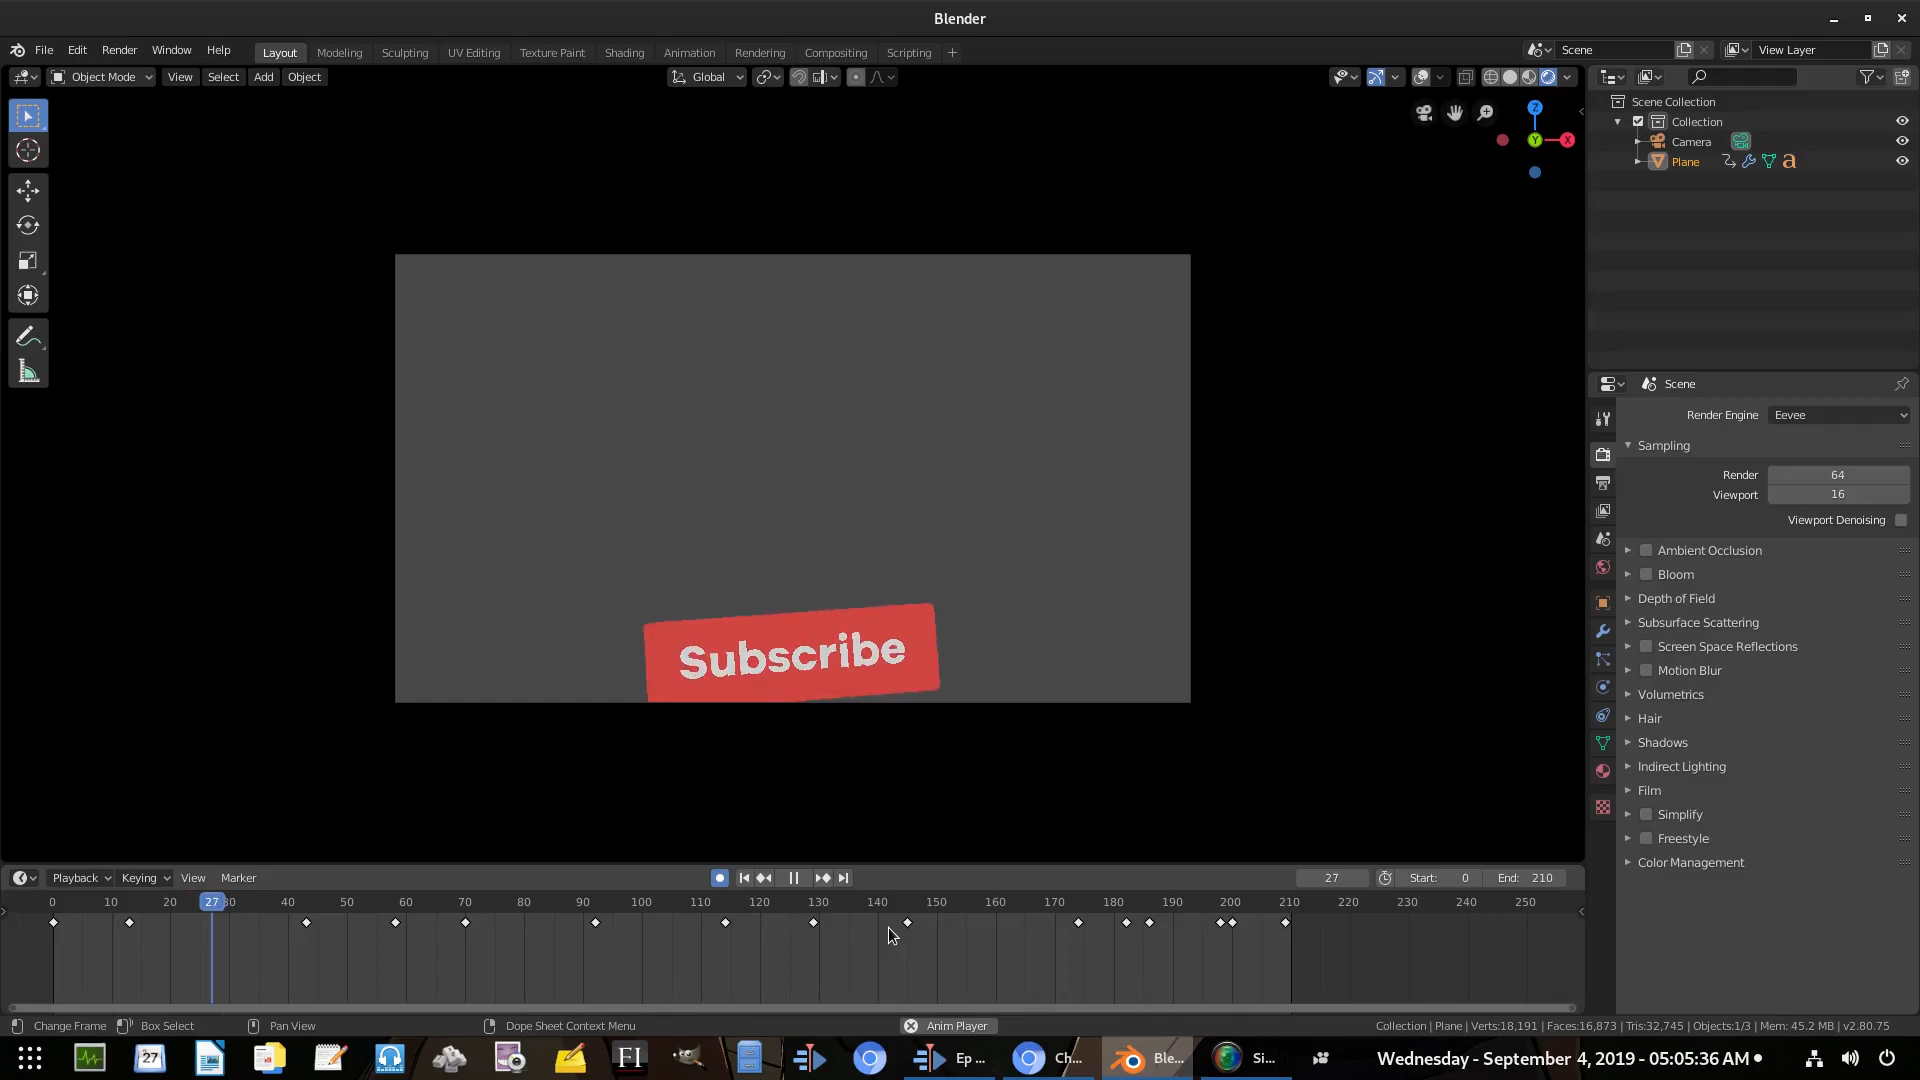 Blender
File Edit Render Window Help
Layout Modeling Sculpting UV Editing Texture Paint Shading Animation Rendering Compositing Scripting +
Scene
View Layer
Object Mode View Select Add Object
Global
Z
Y
X
Scene Collection
Collection
Camera
Plane
Scene
Render Engine Eevee
Sampling
Render 64
Viewport 16
Viewport Denoising
Ambient Occlusion
Bloom
Depth of Field
Subsurface Scattering
Screen Space Reflections
Motion Blur
Volumetrics
Hair
Shadows
Indirect Lighting
Film
Simplify
Freestyle
Color Management
Subscribe
Playback Keying View Marker
27 Start: 0 End: 210
0 10 20 27 40 50 60 70 80 90 100 110 120 130 140 150 160 170 180 190 200 210 220 230 240 250
Change Frame Box Select Pan View Dope Sheet Context Menu Anim Player
Collection | Plane | Verts:18,191 | Faces:16,873 | Tris:32,745 | Objects:1/3 | Mem: 45.2 MB | v2.80.75
27 FI Ep ... Ch... Ble... Si... Wednesday - September 4, 2019 - 05:05:36 AM